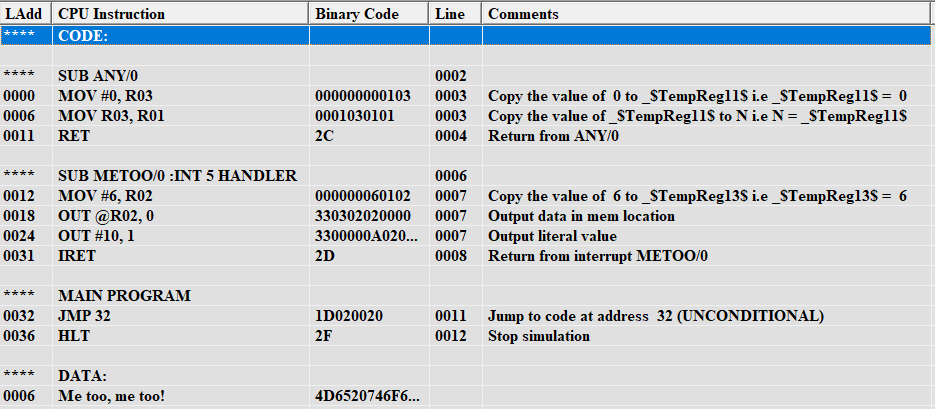 LAdd CPU Instruction Binary Code Line Comments
**** CODE:
**** SUB ANY/0 0002
0000 MOV #0, R03 000000000103 0003 Copy the value of 0 to _$TempReg11$ i.e _$TempReg11$ = 0
0006 MOV R03, R01 0001030101 0003 Copy the value of _$TempReg11$ to N i.e N = _$TempReg11$
0011 RET 2C 0004 Return from ANY/0
**** SUB METOO/0 :INT 5 HANDLER 0006
0012 MOV #6, R02 000000060102 0007 Copy the value of 6 to _$TempReg13$ i.e _$TempReg13$ = 6
0018 OUT @R02, 0 330302020000 0007 Output data in mem location
0024 OUT #10, 1 3300000A020... 0007 Output literal value
0031 IRET 2D 0008 Return from interrupt METOO/0
**** MAIN PROGRAM
0032 JMP 32 1D020020 0011 Jump to code at address 32 (UNCONDITIONAL)
0036 HLT 2F 0012 Stop simulation
**** DATA:
0006 Me too, me too! 4D6520746F6...